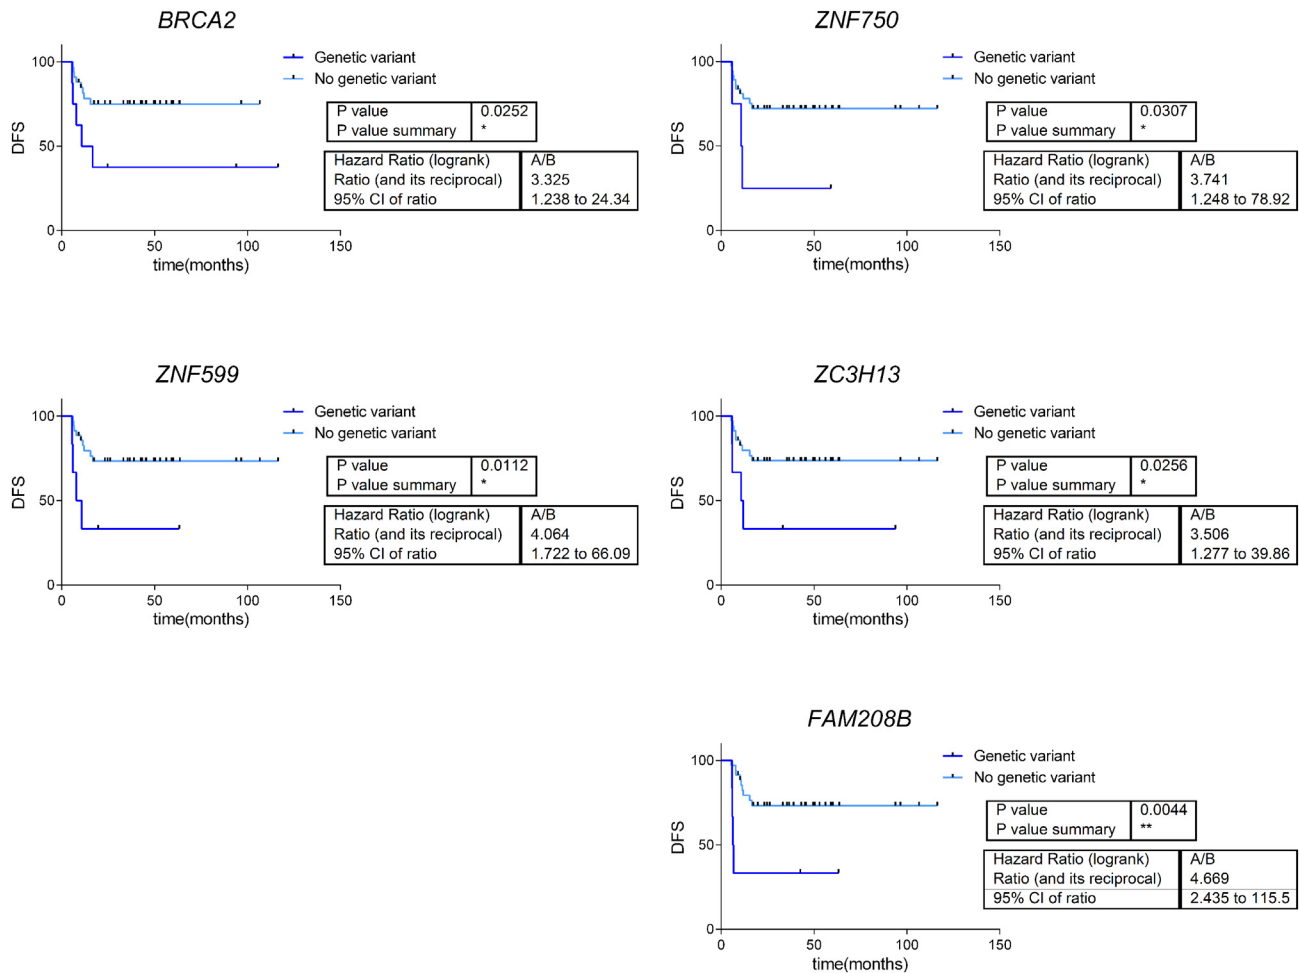 BRCA2
100
50
0
0 50 100 150
DFS
time(months)
Genetic variant
No genetic variant
P value 0.0252
P value summary *
Hazard Ratio (logrank) A/B
Ratio (and its reciprocal) 3.325
95% CI of ratio 1.238 to 24.34
ZNF750
100
50
0
0 50 100 150
DFS
time(months)
Genetic variant
No genetic variant
P value 0.0307
P value summary *
Hazard Ratio (logrank) A/B
Ratio (and its reciprocal) 3.741
95% CI of ratio 1.248 to 78.92
ZNF599
100
50
0
0 50 100 150
DFS
time(months)
Genetic variant
No genetic variant
P value 0.0112
P value summary *
Hazard Ratio (logrank) A/B
Ratio (and its reciprocal) 4.064
95% CI of ratio 1.722 to 66.09
ZC3H13
100
50
0
0 50 100 150
DFS
time(months)
Genetic variant
No genetic variant
P value 0.0256
P value summary *
Hazard Ratio (logrank) A/B
Ratio (and its reciprocal) 3.506
95% CI of ratio 1.277 to 39.86
FAM208B
100
50
0
0 50 100 150
DFS
time(months)
Genetic variant
No genetic variant
P value 0.0044
P value summary **
Hazard Ratio (logrank) A/B
Ratio (and its reciprocal) 4.669
95% CI of ratio 2.435 to 115.5